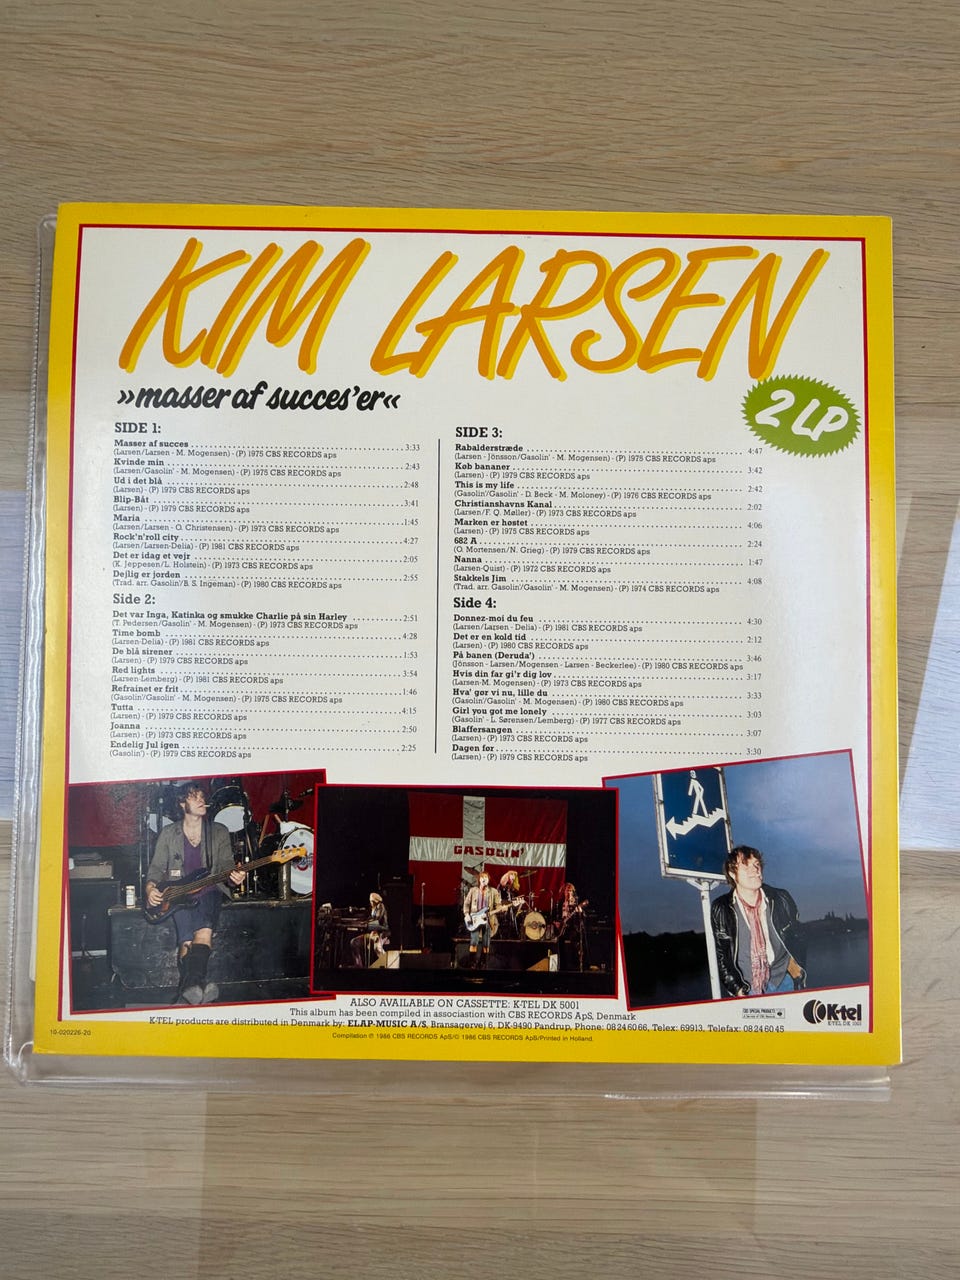 KIM LARSEN
»masser af succes'er«
2 LP
SIDE 1:
Masser af succes 3:33
(Larsen/Larsen - M. Mogensen) - (P) 1975 CBS RECORDS aps
Kvinde min 2:43
(Larsen/Gasolin' - M. Mogensen) - (P) 1975 CBS RECORDS aps
Ud i det blå 2:48
(Larsen) - (P) 1979 CBS RECORDS aps
Blip-Båt 3:41
(Larsen) - (P) 1979 CBS RECORDS aps
Maria 1:45
(Larsen/Larsen - O. Christensen) - (P) 1973 CBS RECORDS aps
Rock'n'roll city 4:27
(Larsen/Larsen-Delia) - (P) 1981 CBS RECORDS aps
Det er idag et vejr 2:05
(K. Jeppesen/L. Holstein) - (P) 1973 CBS RECORDS aps
Dejlig er jorden 2:55
(Trad. arr. Gasolin'/B. S. Ingeman) - (P) 1980 CBS RECORDS aps
Side 2:
Det var Inga, Katinka og smukke Charlie på sin Harley 2:51
(T. Pedersen/Gasolin' - M. Mogensen) - (P) 1973 CBS RECORDS aps
Time bomb 4:28
(Larsen-Delia) - (P) 1981 CBS RECORDS aps
De blå sirener 1:53
(Larsen) - (P) 1979 CBS RECORDS aps
Red lights 3:54
(Larsen-Lemberg) - (P) 1981 CBS RECORDS aps
Refrainet er frit 1:46
(Gasolin'/Gasolin' - M. Mogensen) - (P) 1975 CBS RECORDS aps
Tutta 4:15
(Larsen) - (P) 1979 CBS RECORDS aps
Joanna 2:50
(Larsen) - (P) 1973 CBS RECORDS aps
Endelig Jul igen 2:25
(Gasolin') - (P) 1979 CBS RECORDS aps
SIDE 3:
Rabalderstræde 4:47
(Larsen - Jönsson/Gasolin' - M. Mogensen) - (P) 1975 CBS RECORDS aps
Køb bananer 3:42
(Larsen) - (P) 1979 CBS RECORDS aps
This is my life 2:42
(Gasolin'/Gasolin' - D. Beck - M. Moloney) - (P) 1976 CBS RECORDS aps
Christianshavns Kanal 2:02
(Larsen/F. Q. Møller) - (P) 1973 CBS RECORDS aps
Marken er høstet 4:06
(Larsen) - (P) 1975 CBS RECORDS aps
682 A 2:24
(O. Mortensen/N. Grieg) - (P) 1979 CBS RECORDS aps
Nanna 1:47
(Larsen-Quist) - (P) 1972 CBS RECORDS aps
Stakkels Jim 4:08
(Trad. arr. Gasolin'/Gasolin' - M. Mogensen) - (P) 1974 CBS RECORDS aps
Side 4:
Donnez-moi du feu 4:30
(Larsen/Larsen - Delia) - (P) 1981 CBS RECORDS aps
Det er en kold tid 2:12
(Larsen) - (P) 1980 CBS RECORDS aps
På banen (Deruda') 3:46
(Jönsson - Larsen/Mogensen - Larsen - Beckerlee) - (P) 1980 CBS RECORDS aps
Hvis din far gi'r dig lov 3:17
(Larsen-M. Mogensen) - (P) 1973 CBS RECORDS aps
Hva' gør vi nu, lille du 3:33
(Gasolin'/Gasolin' - M. Mogensen) - (P) 1980 CBS RECORDS aps
Girl you got me lonely 3:03
(Gasolin' - L. Sørensen/Lemberg) - (P) 1977 CBS RECORDS aps
Blaffersangen 3:07
(Larsen) - (P) 1973 CBS RECORDS aps
Dagen før 3:30
(Larsen) - (P) 1979 CBS RECORDS aps
GASOLIN'
ALSO AVAILABLE ON CASSETTE: K-TEL DK 5001
This album has been compiled in associastion with CBS RECORDS ApS, Denmark
K-TEL products are distributed in Denmark by: ELAP-MUSIC A/S, Bransagervej 6, DK-9490 Pandrup, Phone: 08 24 60 66, Telex: 69913, Telefax: 08 24 60 45
CBS SPECIAL PRODUCTS
K-tel
K-TEL DK 1001
10-020226-20
Compilation ℗ 1986 CBS RECORDS ApS/© 1986 CBS RECORDS ApS/Printed in Holland.